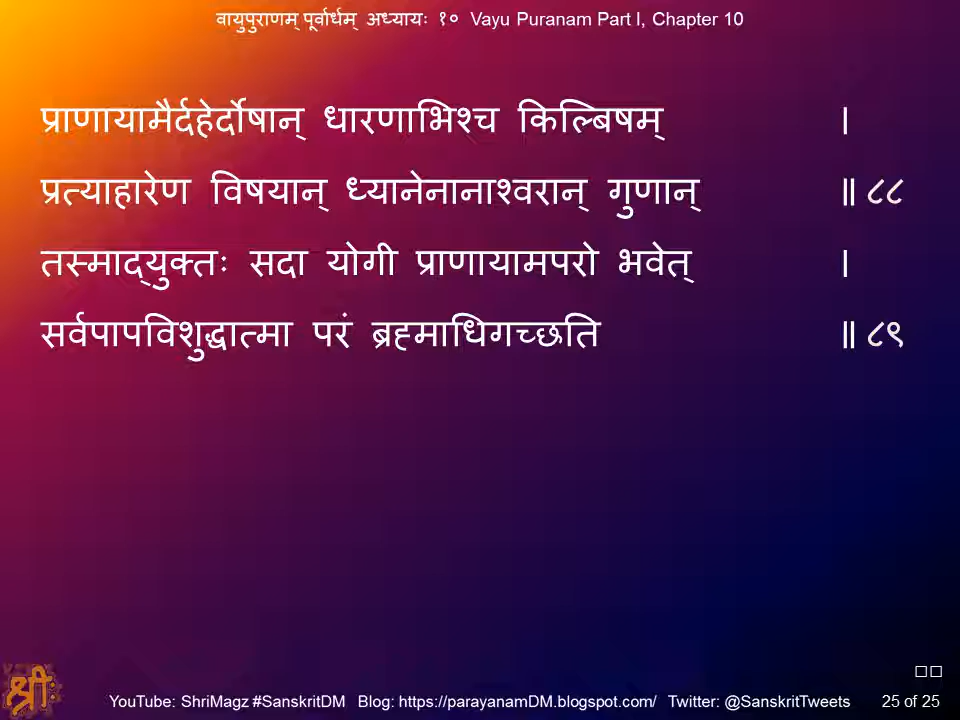 वायुपुराणम् पूर्वार्धम् अध्यायः १० Vayu Puranam Part I, Chapter 10
प्राणायामैर्दहेर्दोषान् धारणाभिश्च किल्बिषम् ।
प्रत्याहारेण विषयान् ध्यानेनानाश्वरान् गुणान् ॥ ८८
तस्माद्युक्तः सदा योगी प्राणायामपरो भवेत् ।
सर्वपापविशुद्धात्मा परं ब्रह्माधिगच्छति ॥ ८९
श्रीः
YouTube: ShriMagz #SanskritDM Blog: https://parayanamDM.blogspot.com/ Twitter: @SanskritTweets 25 of 25